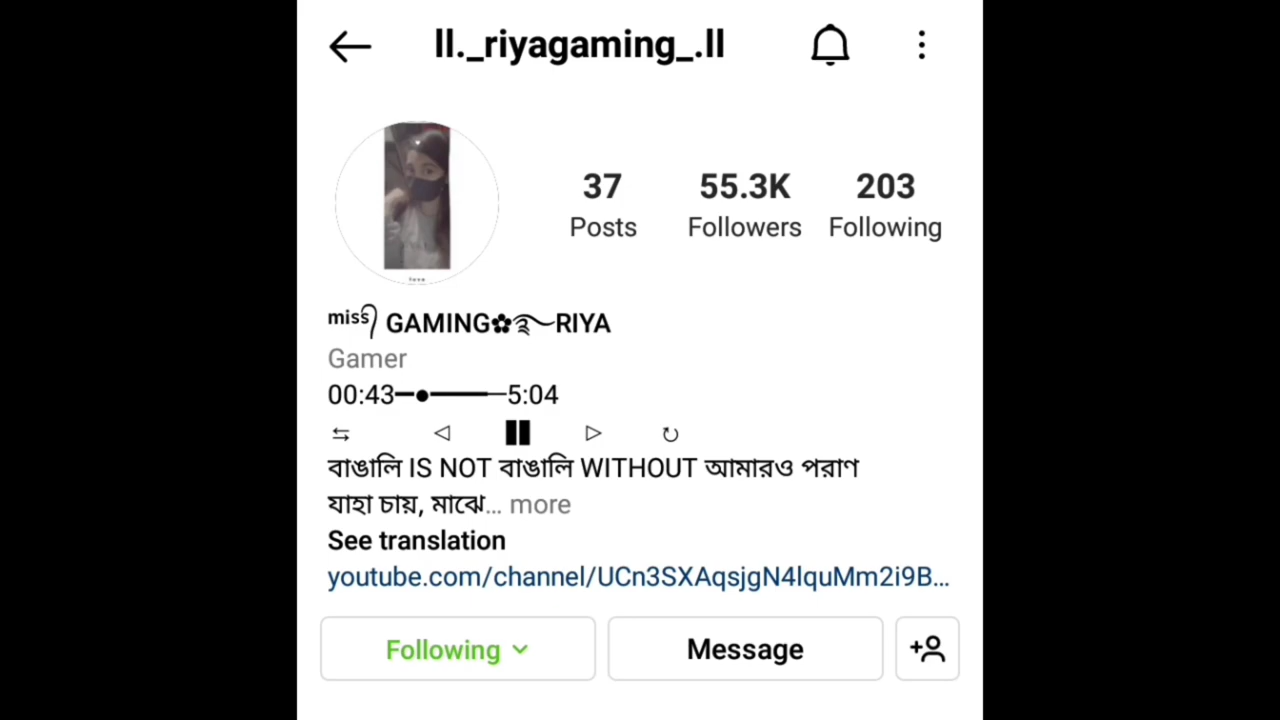 ll._riyagaming_.ll
37 55.3K 203
Posts Followers Following
ᵐⁱˢˢ᭄ GAMING✿࿐RIYA
Gamer
00:43━●━━━━─5:04
⇆ ◁ ▐▐ ▷ ↻
বাঙালি IS NOT বাঙালি WITHOUT আমারও পরাণ
যাহা চায়, মাঝে... more
See translation
youtube.com/channel/UCn3SXAqsjgN4lquMm2i9B...
Following Message